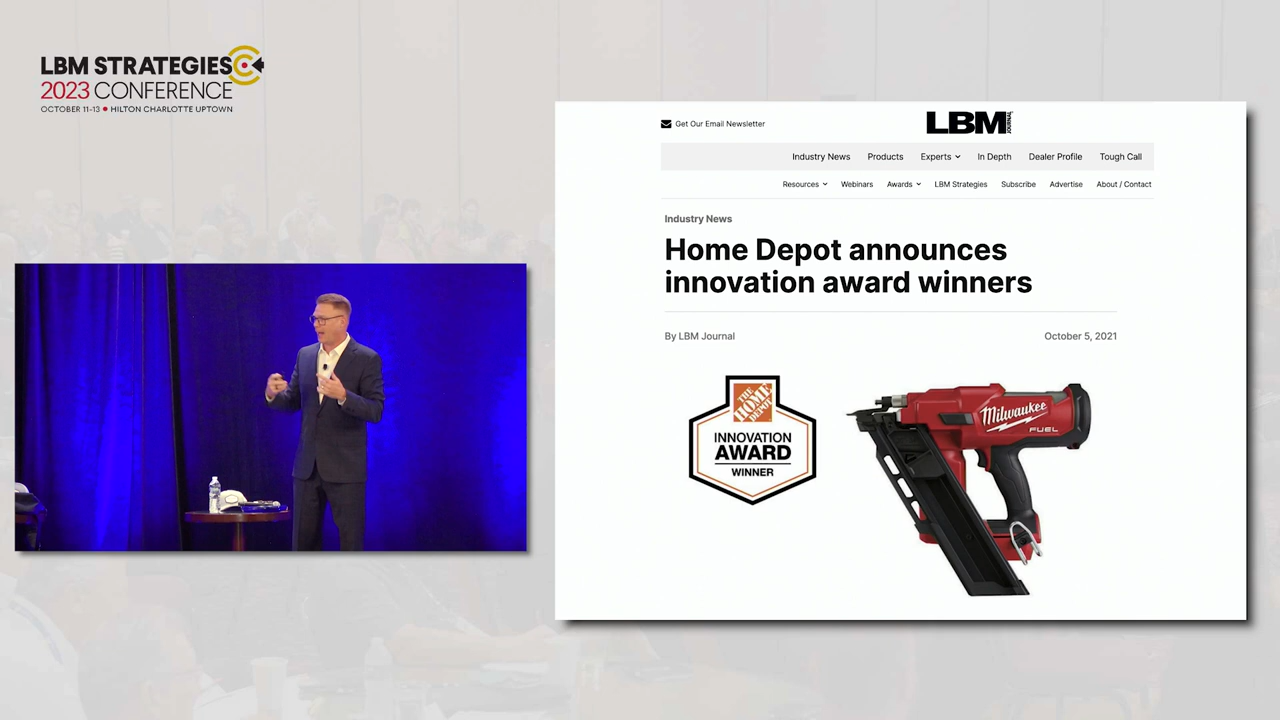 LBM STRATEGIES
2023 CONFERENCE
OCTOBER 11-13 • HILTON CHARLOTTE UPTOWN
Get Our Email Newsletter
LBM JOURNAL
Industry News Products Experts In Depth Dealer Profile Tough Call
Resources Webinars Awards LBM Strategies Subscribe Advertise About / Contact
Industry News
Home Depot announces
innovation award winners
By LBM Journal October 5, 2021
THE
HOME
DEPOT
INNOVATION
AWARD
WINNER
Milwaukee
FUEL